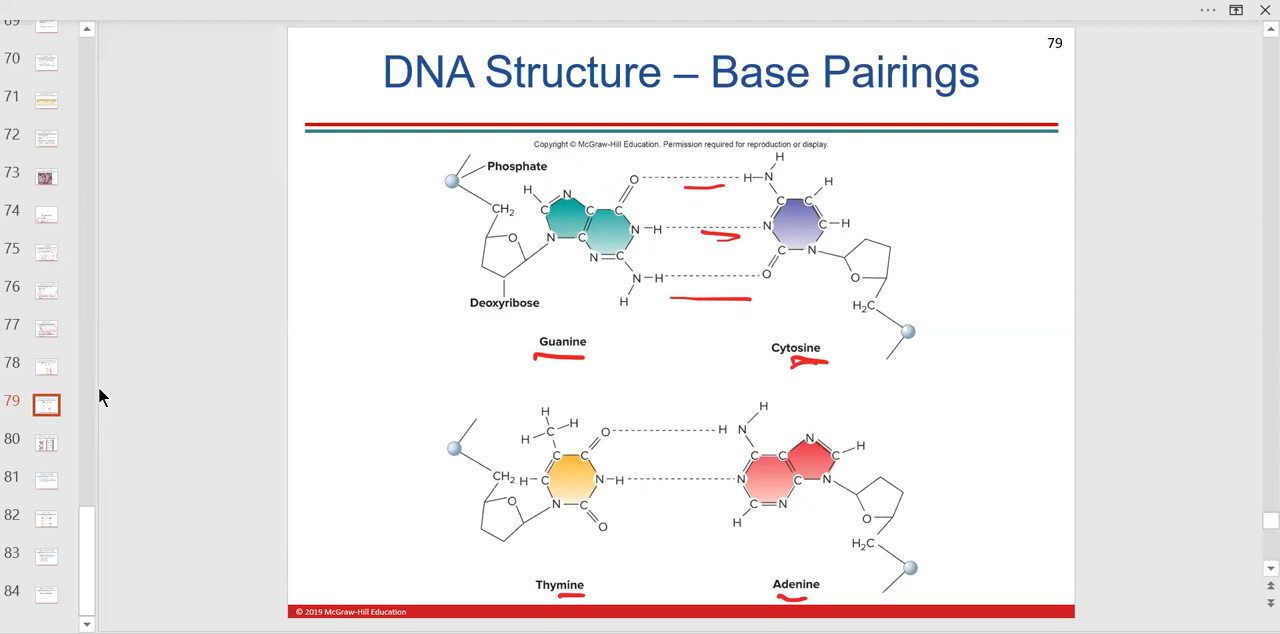 69
70
71
72
73
74
75
76
77
78
79
80
81
82
83
84
79
DNA Structure – Base Pairings
Copyright © McGraw-Hill Education. Permission required for reproduction or display.
Phosphate
CH2
O
Deoxyribose
H
N
C
C
C
O
N
C
N
H
N
C
N
H
H
H
H
N
H
C
C
N
C
H
C
N
O
O
H2C
Guanine
Cytosine
H
H
C
H
O
C
C
CH2
H
C
N
H
O
N
C
O
H
H
N
N
H
C
C
C
N
C
N
C
N
H
O
H2C
Thymine
Adenine
© 2019 McGraw-Hill Education